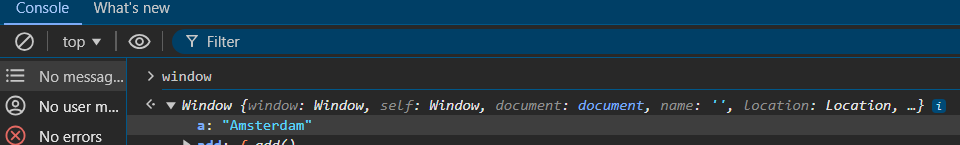 Console What's new
top ▼ Filter
No messag... > window
No user m... Window {window: Window, self: Window, document: document, name: '', location: Location, …} i
a: "Amsterdam"
No errors add: ƒ add()